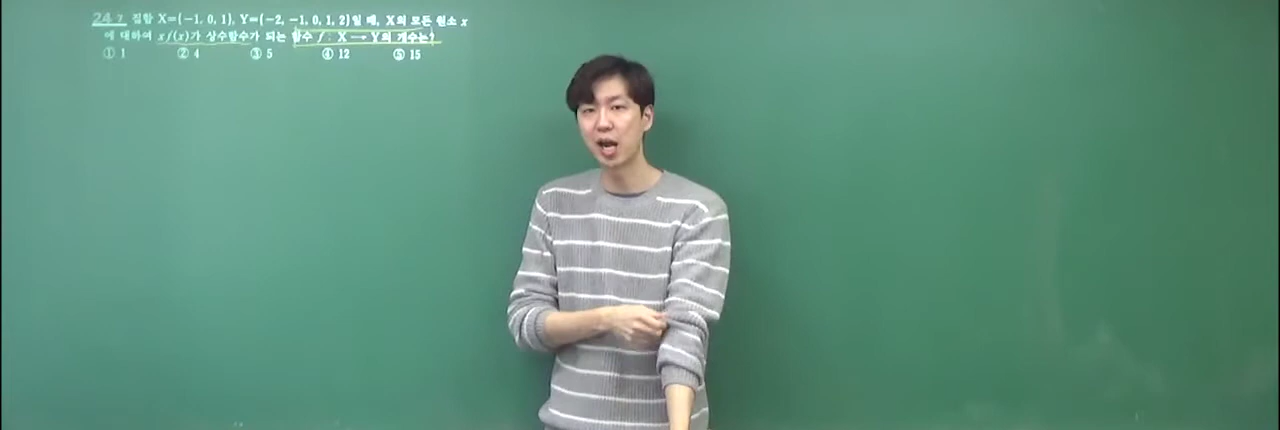 24 7 집합 X={-1, 0, 1}, Y={-2, -1, 0, 1, 2}일 때, X의 모든 원소 x
에 대하여 xf(x)가 상수함수가 되는 함수 f : X → Y의 개수는?
① 1 ② 4 ③ 5 ④ 12 ⑤ 15